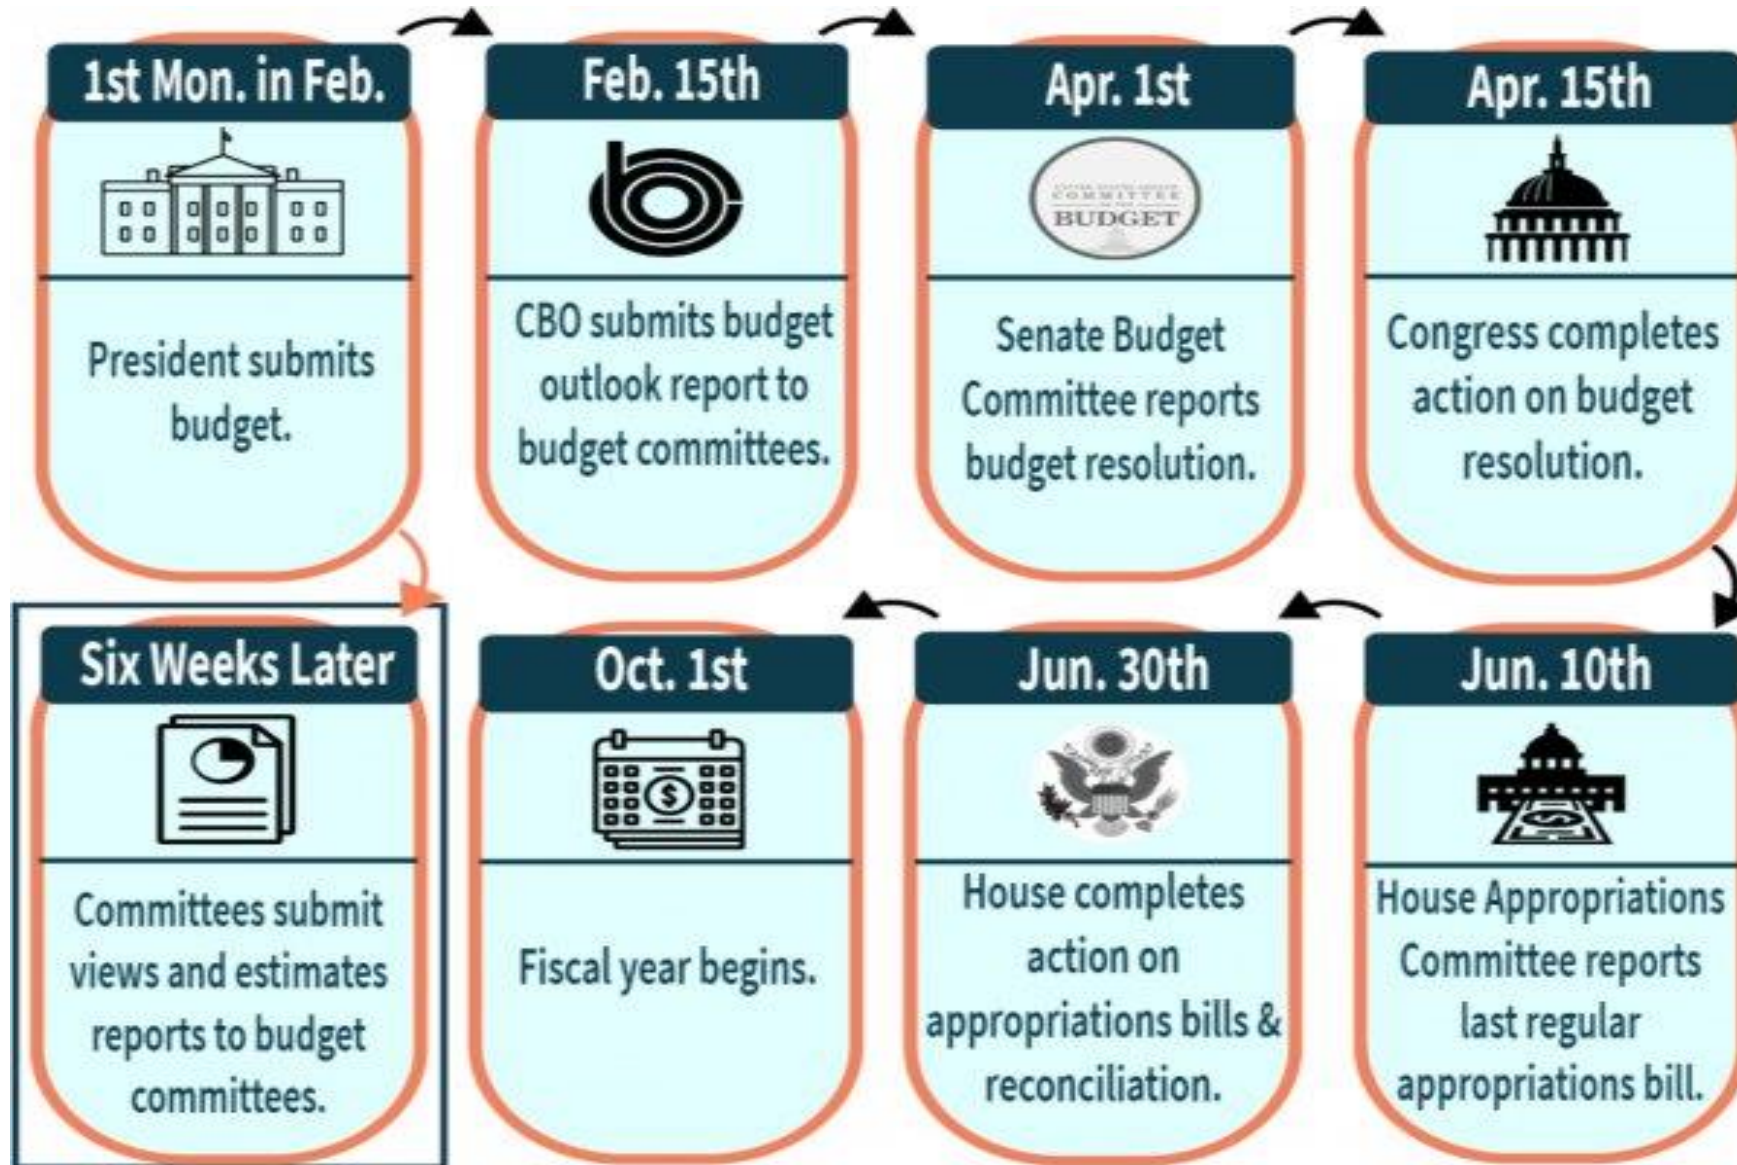 1st Mon. in Feb.
President submits
budget.
Feb. 15th
CBO submits budget
outlook report to
budget committees.
Apr. 1st
COMMITTEE
BUDGET
Senate Budget
Committee reports
budget resolution.
Apr. 15th
Congress completes
action on budget
resolution.
Six Weeks Later
Committees submit
views and estimates
reports to budget
committees.
Oct. 1st
$
Fiscal year begins.
Jun. 30th
House completes
action on
appropriations bills &
reconciliation.
Jun. 10th
House Appropriations
Committee reports
last regular
appropriations bill.